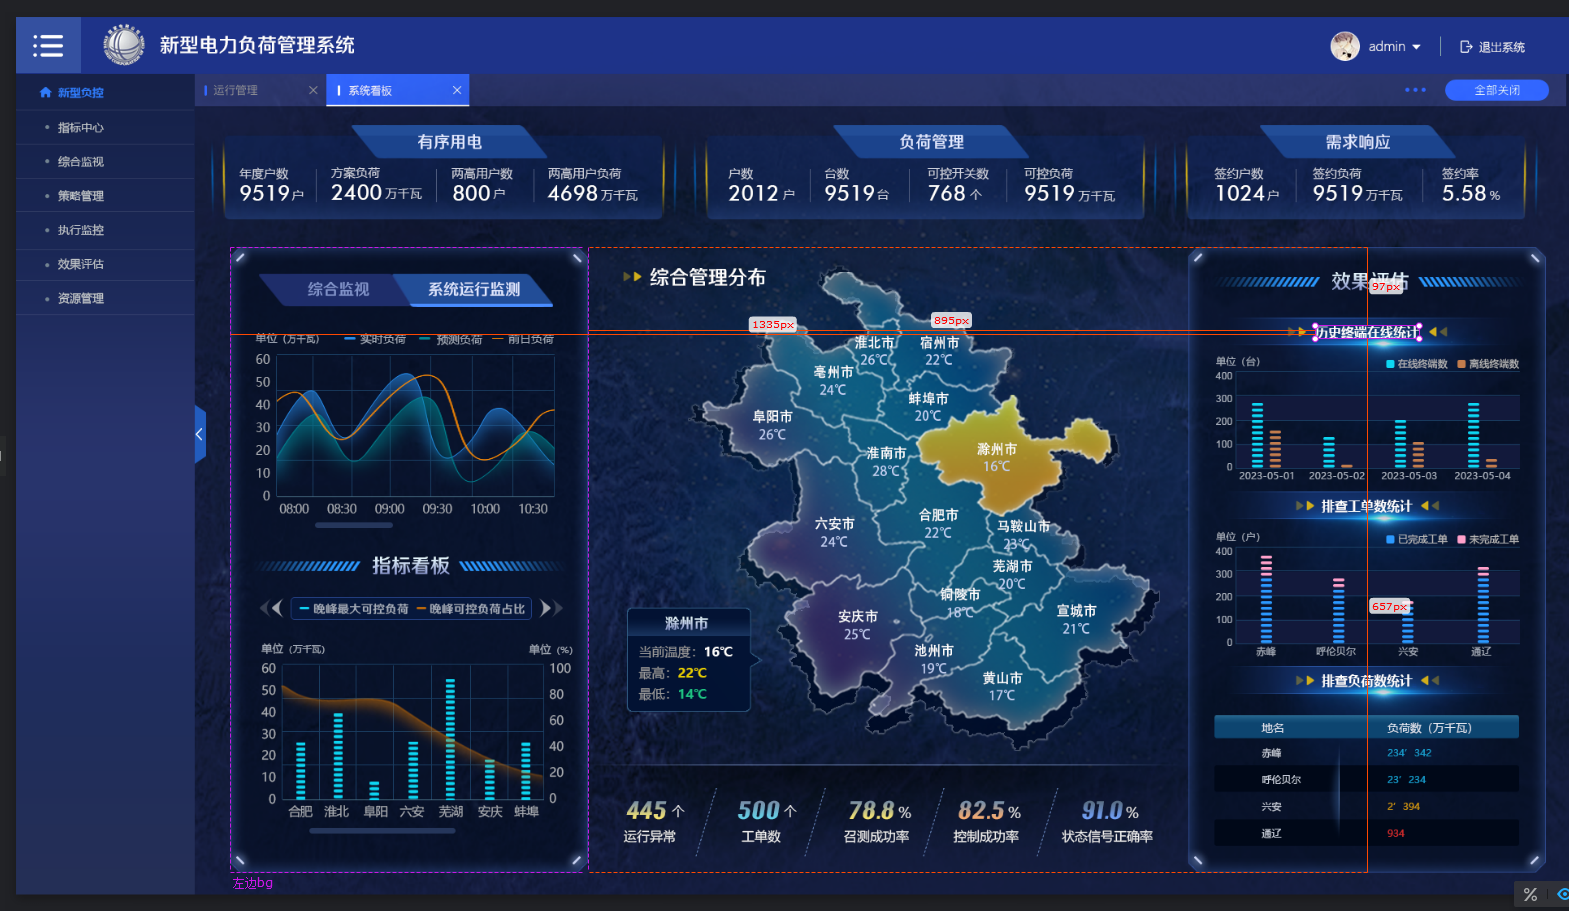 新型电力负荷管理系统
admin
退出系统
新型负控
指标中心
综合监视
策略管理
执行监控
效果评估
资源管理
运行管理
系统看板
全部关闭
有序用电
年度户数 方案负荷 两高用户数 两高用户负荷
9519户 2400万千瓦 800户 4698万千瓦
负荷管理
户数 台数 可控开关数 可控负荷
2012户 9519台 768个 9519万千瓦
需求响应
签约户数 签约负荷 签约率
1024户 9519万千瓦 5.58%
综合监视 系统运行监测
单位（万千瓦） 实时负荷 预测负荷 前日负荷
60
50
40
30
20
10
0
08:00 08:30 09:00 09:30 10:00 10:30
指标看板
晚峰最大可控负荷 晚峰可控负荷占比
单位（万千瓦） 单位（%）
60 100
50 80
40 60
30 40
20 20
10 0
0
合肥 淮北 阜阳 六安 芜湖 安庆 蚌埠
左边bg
综合管理分布
1335px
895px
淮北市
26℃
宿州市
22℃
亳州市
24℃
蚌埠市
20℃
阜阳市
26℃
淮南市
28℃
滁州市
16℃
六安市
24℃
合肥市
22℃
马鞍山市
23℃
芜湖市
20℃
铜陵市
18℃
安庆市
25℃
宣城市
21℃
池州市
19℃
黄山市
17℃
滁州市
当前温度：16℃
最高：22℃
最低：14℃
445个 500个 78.8% 82.5% 91.0%
运行异常 工单数 召测成功率 控制成功率 状态信号正确率
效果评估
97px
历史终端在线统计
单位（台） 在线终端数 离线终端数
400
300
200
100
0
2023-05-01 2023-05-02 2023-05-03 2023-05-04
排查工单数统计
单位（户） 已完成工单 未完成工单
400
300
200
100
0
657px
赤峰 呼伦贝尔 兴安 通辽
排查负荷数统计
地名 负荷数（万千瓦）
赤峰 234' 342
呼伦贝尔 23' 234
兴安 2' 394
通辽 934